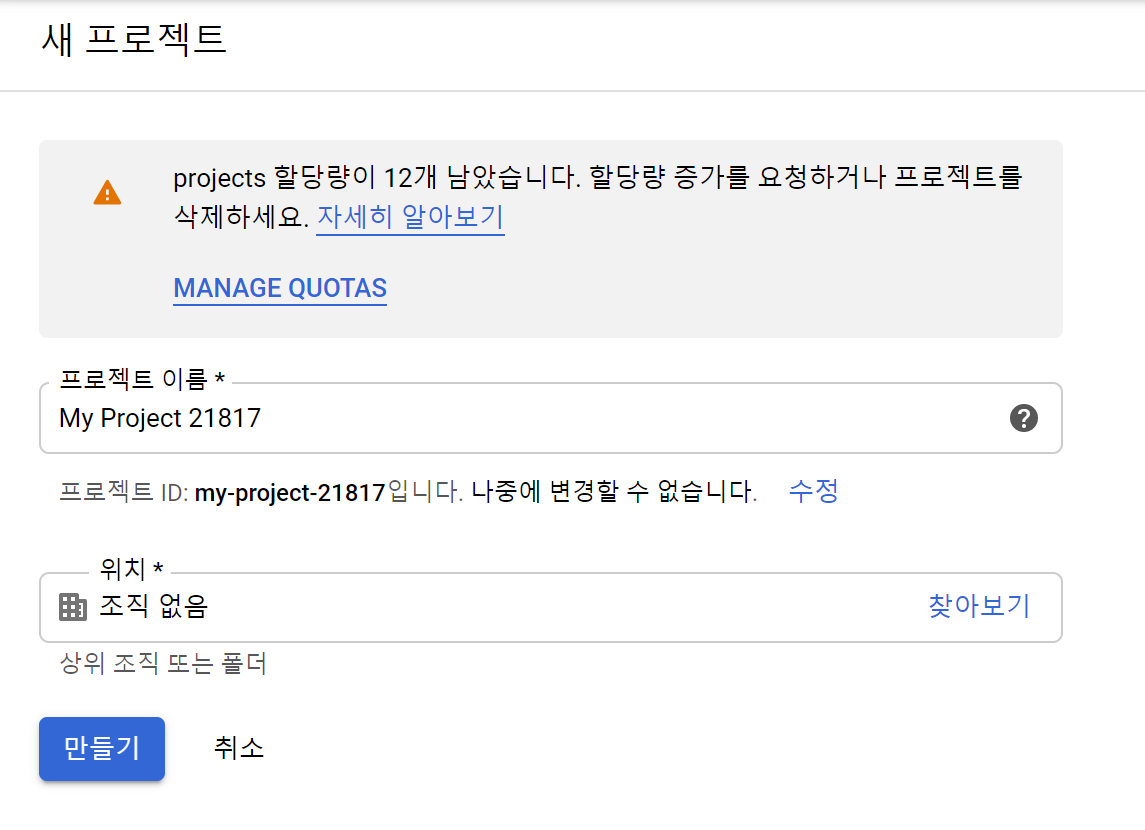 새 프로젝트
projects 할당량이 12개 남았습니다. 할당량 증가를 요청하거나 프로젝트를
삭제하세요. 자세히 알아보기
MANAGE QUOTAS
프로젝트 이름 *
My Project 21817
프로젝트 ID: my-project-21817입니다. 나중에 변경할 수 없습니다. 수정
위치 *
조직 없음 찾아보기
상위 조직 또는 폴더
만들기 취소